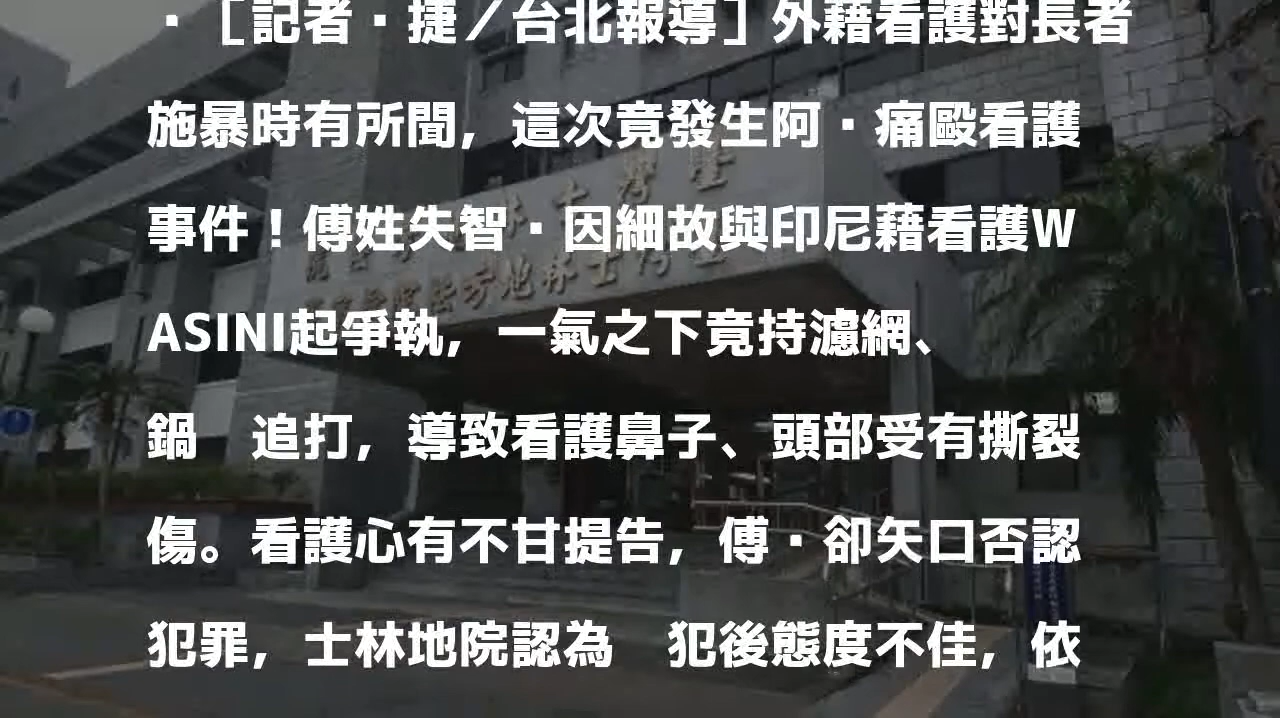 ▪［記者▪捷／台北報導］外藉看護對長者
施暴時有所聞，這次竟發生阿▪痛毆看護
事件！傅姓失智▪因細故與印尼藉看護W
ASINI起爭執，一氣之下竟持濾網、
鍋　追打，導致看護鼻子、頭部受有撕裂
傷。看護心有不甘提告，傅▪卻矢口否認
犯罪，士林地院認為　犯後態度不佳，依